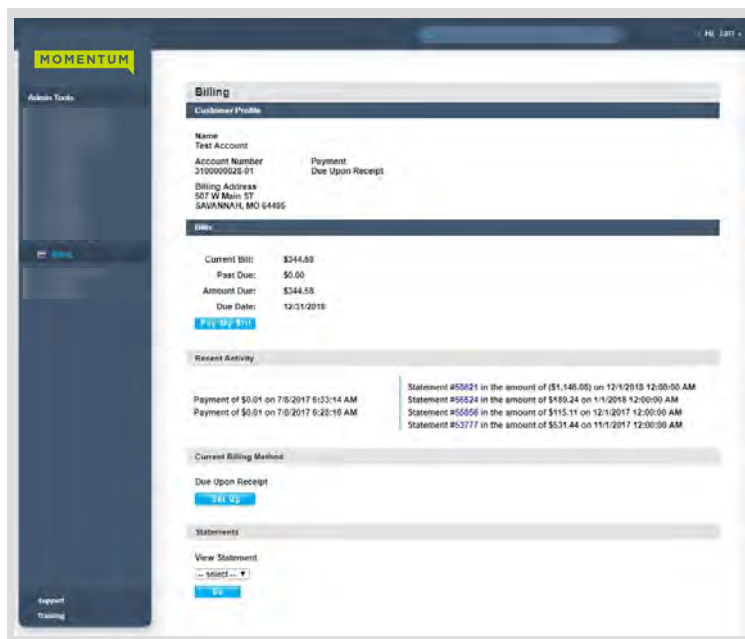 Hi, Jan
MOMENTUM
Admin Tools
Billing
Customer Profile
Name
Test Account
Account Number Payment
3100000028-01 Due Upon Receipt
Billing Address
507 W Main ST
SAVANNAH, MO 64485
Bills
Billing
Current Bill: $344.58
Past Due: $0.00
Amount Due: $344.58
Due Date: 12/31/2018
Pay My Bill
Recent Activity
Payment of $0.01 on 7/8/2017 6:33:14 AM
Payment of $0.01 on 7/8/2017 6:28:16 AM
Statement #58621 in the amount of ($1,146.08) on 12/1/2018 12:00:00 AM
Statement #56524 in the amount of $189.24 on 1/1/2018 12:00:00 AM
Statement #55856 in the amount of $115.11 on 12/1/2017 12:00:00 AM
Statement #53777 in the amount of $531.44 on 11/1/2017 12:00:00 AM
Current Billing Method
Due Upon Receipt
Set Up
Statements
View Statement
-- select --
Go
Support
Training